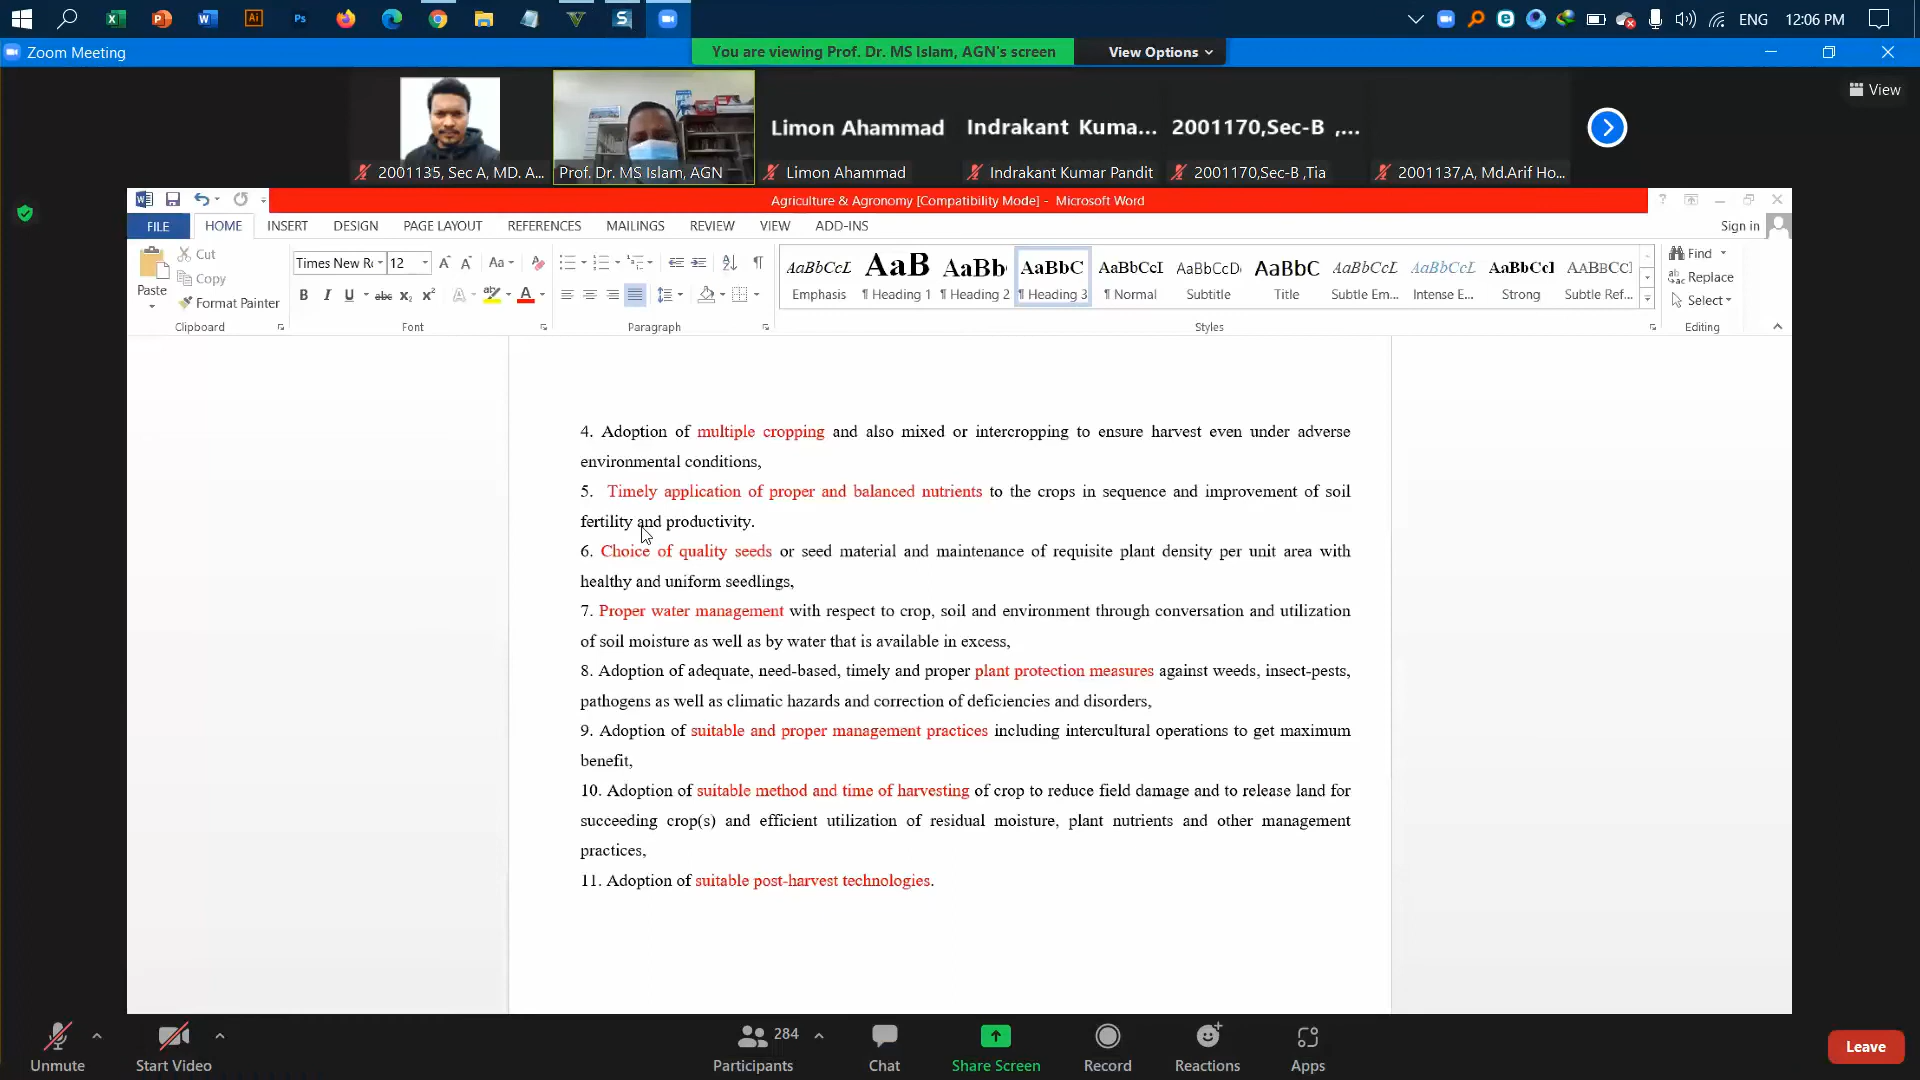 ENG 12:06 PM
Zoom Meeting
You are viewing Prof. Dr. MS Islam, AGN's screen
View Options
View
Limon Ahammad
Indrakant Kuma...
2001170,Sec-B ,...
2001135, Sec A, MD. A...
Prof. Dr. MS Islam, AGN
Limon Ahammad
Indrakant Kumar Pandit
2001170,Sec-B ,Tia
2001137,A, Md.Arif Ho...
Agriculture & Agronomy [Compatibility Mode] - Microsoft Word
FILE HOME INSERT DESIGN PAGE LAYOUT REFERENCES MAILINGS REVIEW VIEW ADD-INS
Sign in
Paste
Cut
Copy
Format Painter
Clipboard
Times New R 12
Font
Paragraph
AaBbCcL AaB AaBb AaBbC AaBbCcI AaBbCcD AaBbC AaBbCcL AaBbCcL AaBbCcI AABBCCI
Emphasis ¶ Heading 1 ¶ Heading 2 ¶ Heading 3 ¶ Normal Subtitle Title Subtle Em... Intense E... Strong Subtle Ref...
Styles
Find
Replace
Select
Editing
4. Adoption of multiple cropping and also mixed or intercropping to ensure harvest even under adverse
environmental conditions,
5. Timely application of proper and balanced nutrients to the crops in sequence and improvement of soil
fertility and productivity.
6. Choice of quality seeds or seed material and maintenance of requisite plant density per unit area with
healthy and uniform seedlings,
7. Proper water management with respect to crop, soil and environment through conversation and utilization
of soil moisture as well as by water that is available in excess,
8. Adoption of adequate, need-based, timely and proper plant protection measures against weeds, insect-pests,
pathogens as well as climatic hazards and correction of deficiencies and disorders,
9. Adoption of suitable and proper management practices including intercultural operations to get maximum
benefit,
10. Adoption of suitable method and time of harvesting of crop to reduce field damage and to release land for
succeeding crop(s) and efficient utilization of residual moisture, plant nutrients and other management
practices,
11. Adoption of suitable post-harvest technologies.
Unmute
Start Video
284
Participants
Chat
Share Screen
Record
Reactions
Apps
Leave